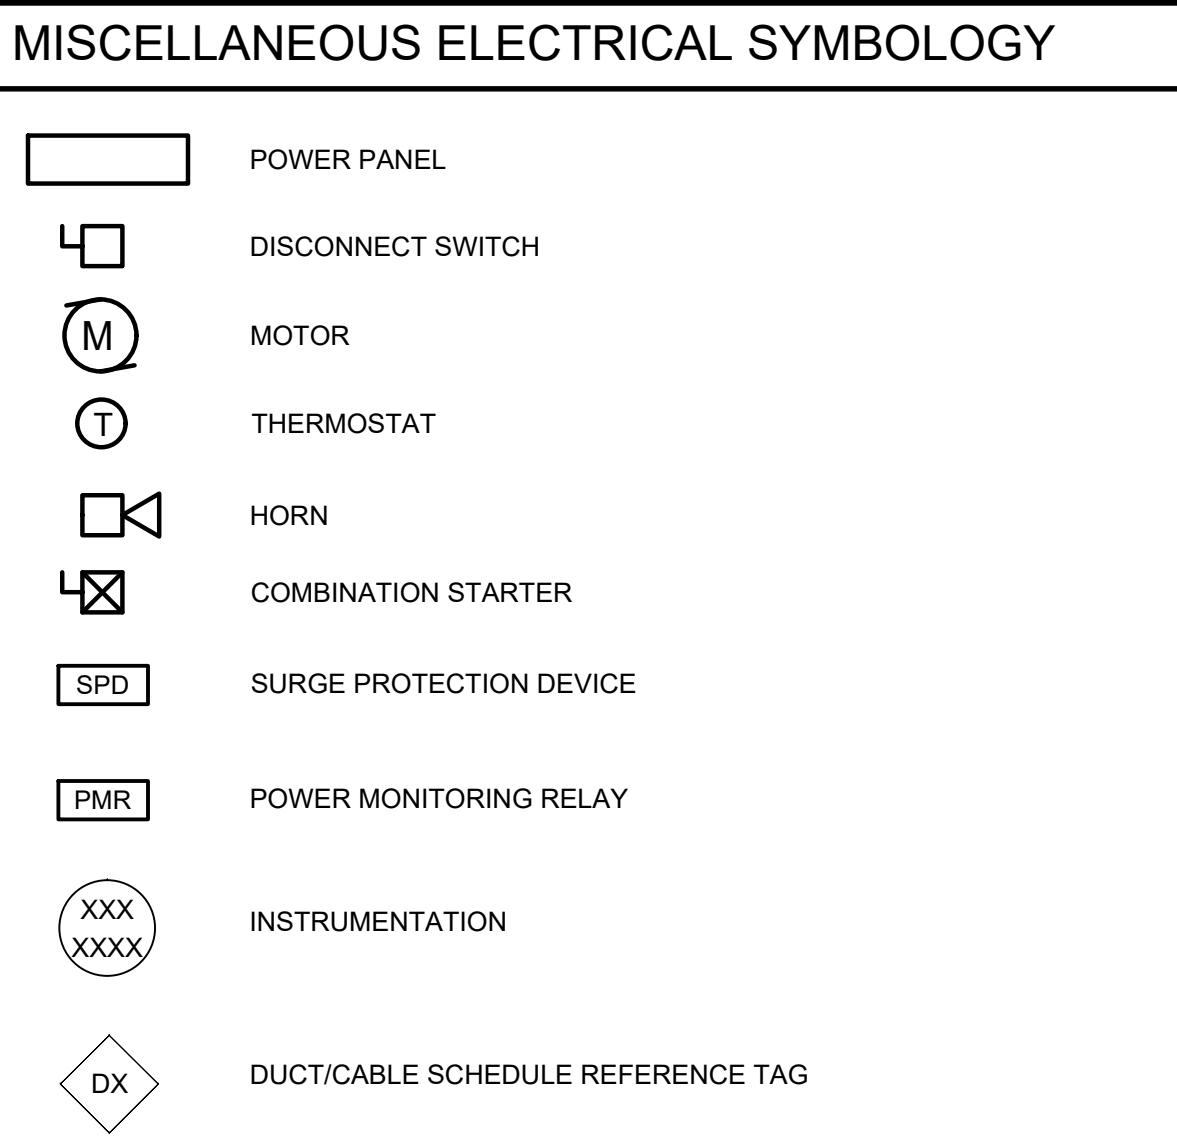 MISCELLANEOUS ELECTRICAL SYMBOLOGY
POWER PANEL
DISCONNECT SWITCH
M MOTOR
T THERMOSTAT
HORN
COMBINATION STARTER
SPD SURGE PROTECTION DEVICE
PMR POWER MONITORING RELAY
XXX
XXXX
INSTRUMENTATION
DX DUCT/CABLE SCHEDULE REFERENCE TAG